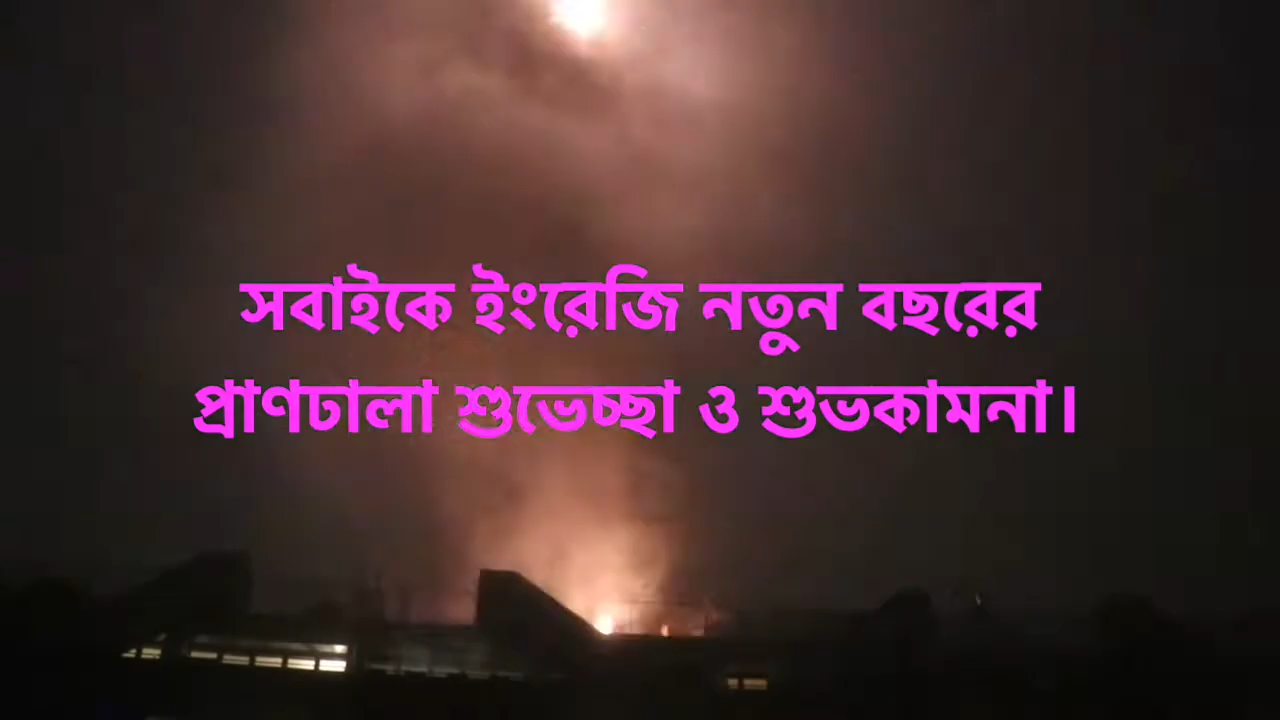 সবাইকে ইংরেজি নতুন বছরের
প্রাণঢালা শুভেচ্ছা ও শুভকামনা।